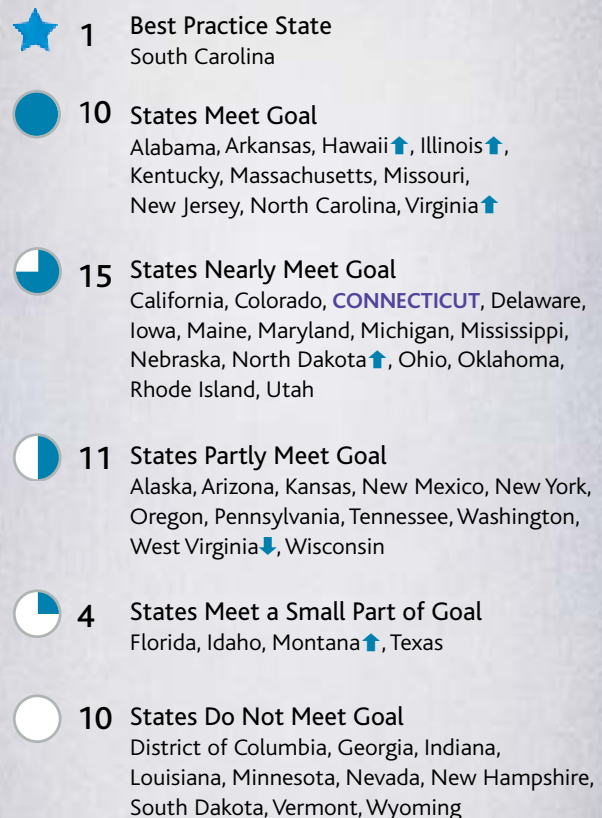 1 Best Practice State
South Carolina
10 States Meet Goal
Alabama, Arkansas, Hawaii⬆, Illinois⬆,
Kentucky, Massachusetts, Missouri,
New Jersey, North Carolina, Virginia⬆
15 States Nearly Meet Goal
California, Colorado, CONNECTICUT, Delaware,
Iowa, Maine, Maryland, Michigan, Mississippi,
Nebraska, North Dakota⬆, Ohio, Oklahoma,
Rhode Island, Utah
11 States Partly Meet Goal
Alaska, Arizona, Kansas, New Mexico, New York,
Oregon, Pennsylvania, Tennessee, Washington,
West Virginia⬇, Wisconsin
4 States Meet a Small Part of Goal
Florida, Idaho, Montana⬆, Texas
10 States Do Not Meet Goal
District of Columbia, Georgia, Indiana,
Louisiana, Minnesota, Nevada, New Hampshire,
South Dakota, Vermont, Wyoming